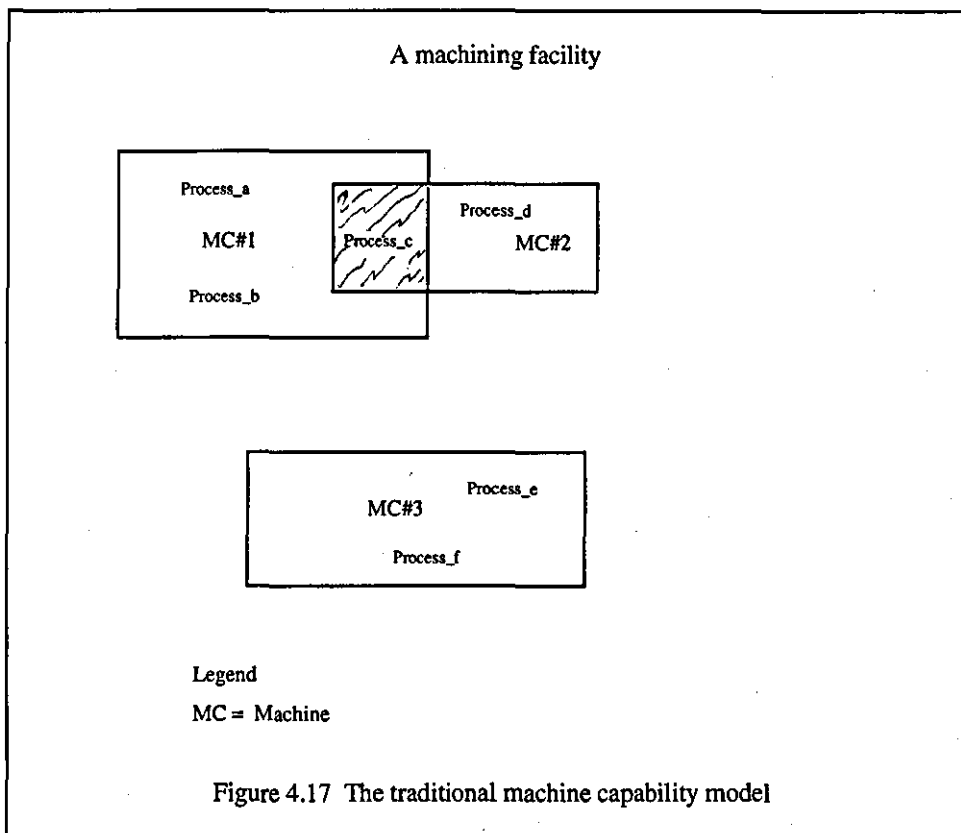 A machining facility
Process_a
Process_d
MC#1
Process_c
MC#2
Process_b
Process_e
MC#3
Process_f
Legend
MC = Machine
Figure 4.17 The traditional machine capability model